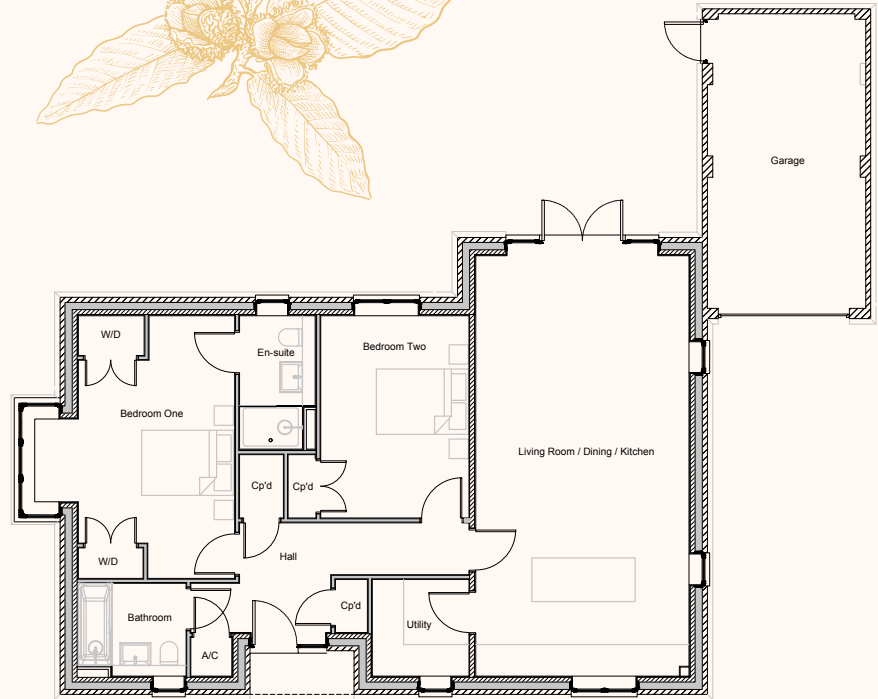 Garage
W/D
En-suite
Bedroom Two
Bedroom One
Living Room / Dining / Kitchen
Cp'd
Cp'd
Hall
W/D
Cp'd
Bathroom
Utility
A/C